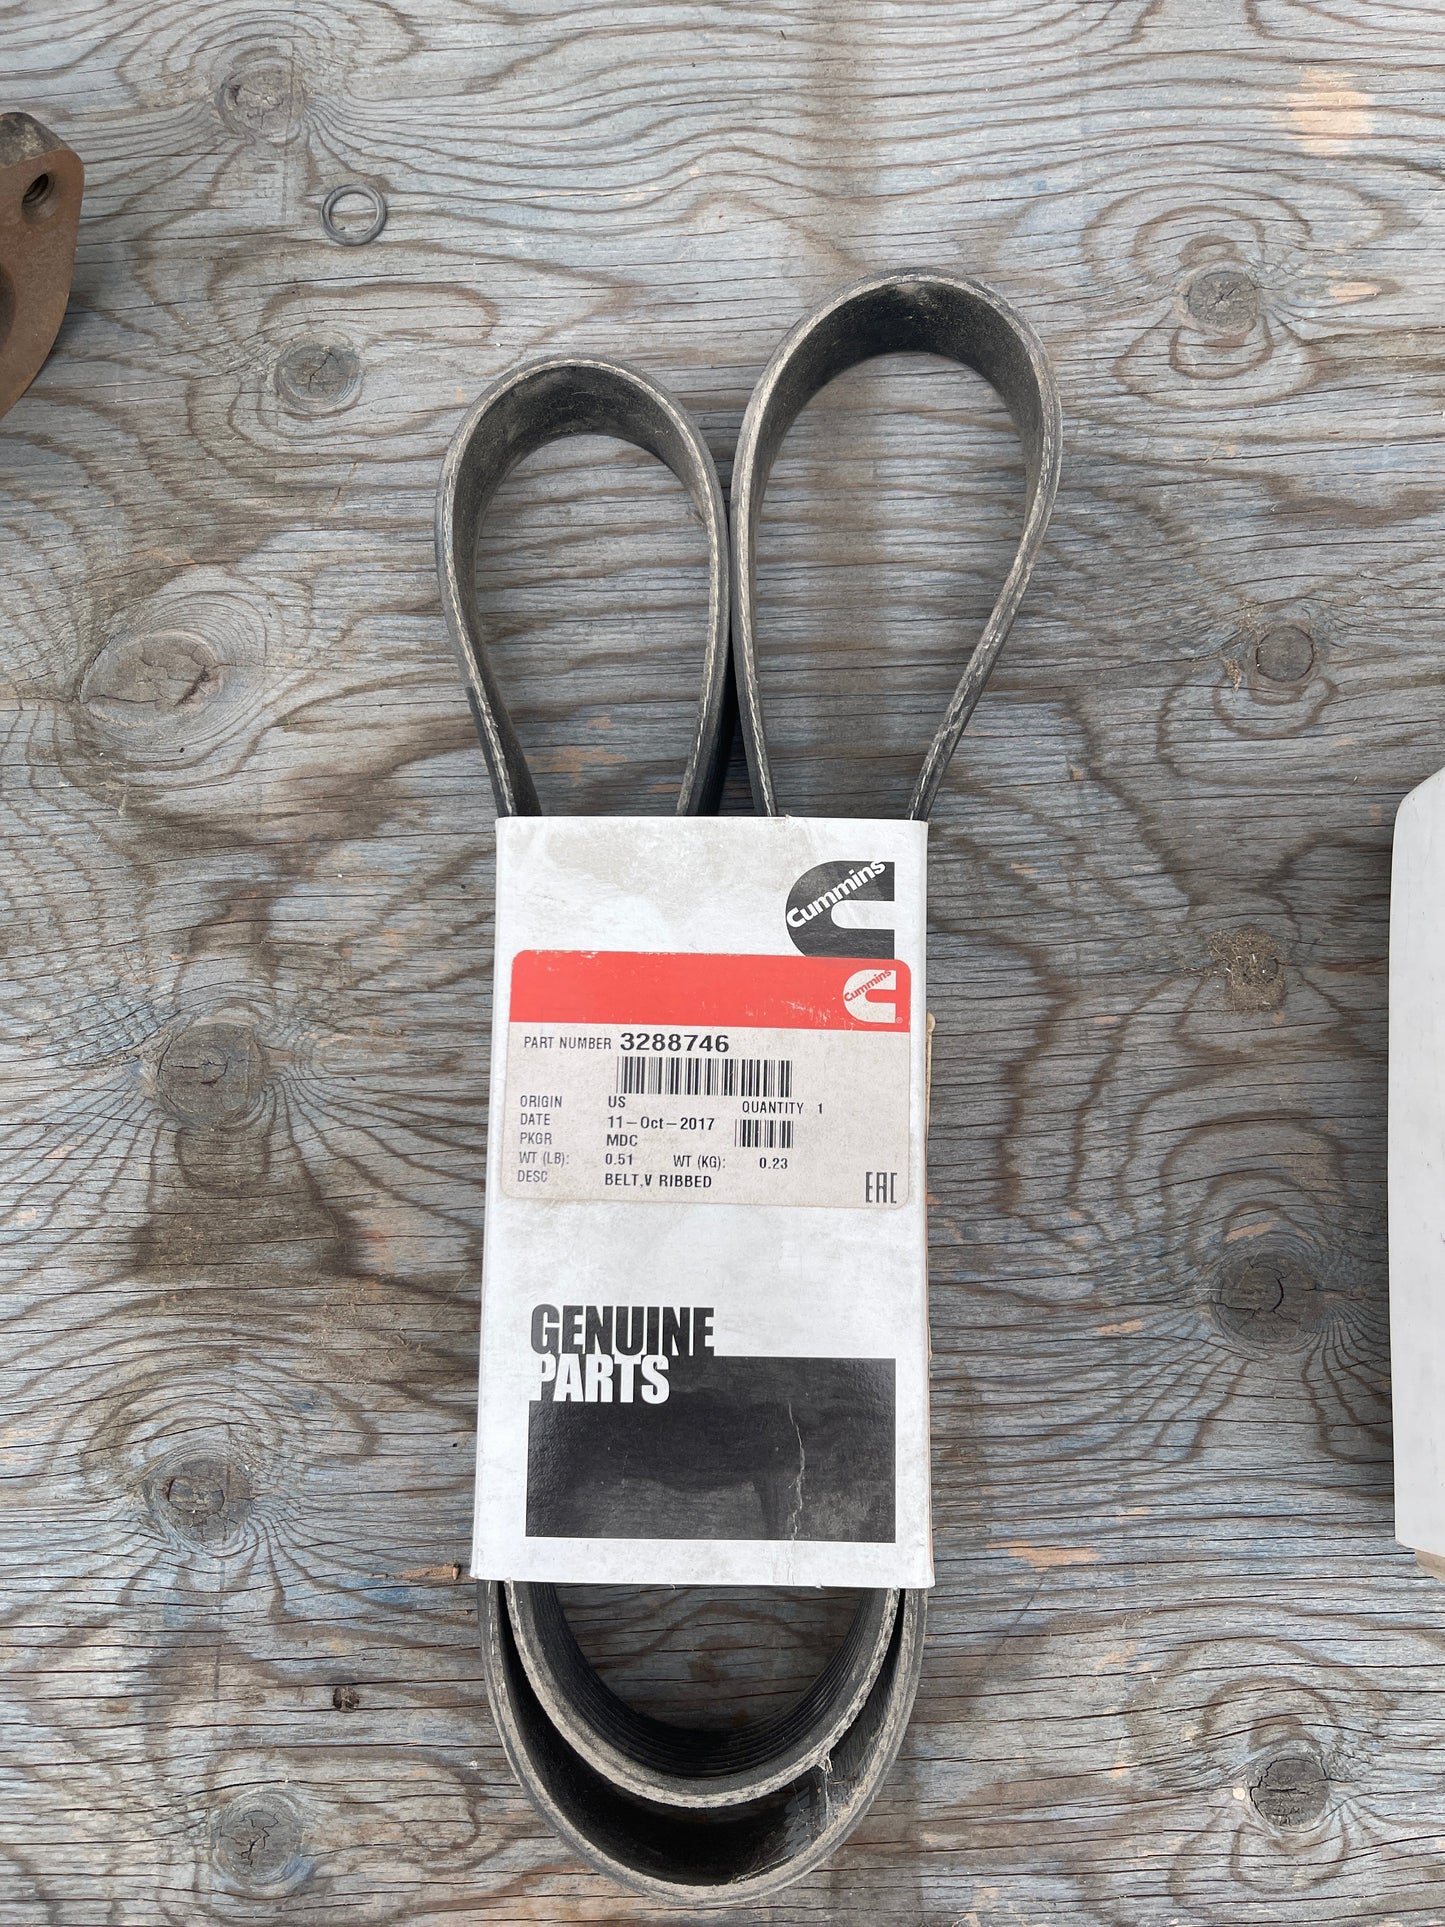 Cummins
Cummins
PART NUMBER 3288746
ORIGIN US QUANTITY 1
DATE 11-Oct-2017
PKGR MDC
WT (LB): 0.51 WT (KG): 0.23
DESC BELT,V RIBBED
EAC
GENUINE
PARTS